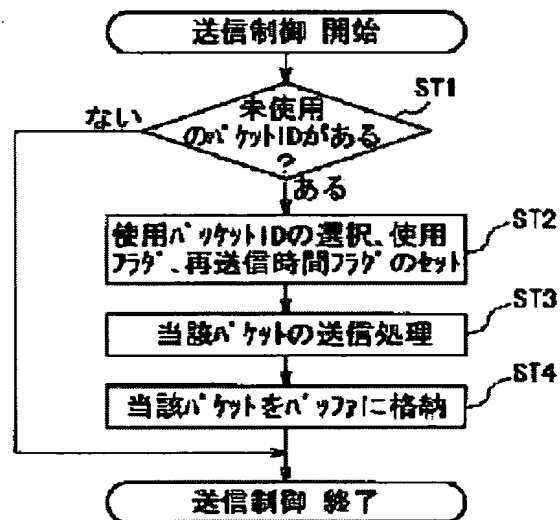 送信制御 開始
ST1
ない
未使用
のパケットIDがある
?
ある
ST2
使用パッケットIDの選択、使用
フラグ、再送信時間フラグのセット
ST3
当該パケットの送信処理
ST4
当該パケットをバッファに格納
送信制御 終了